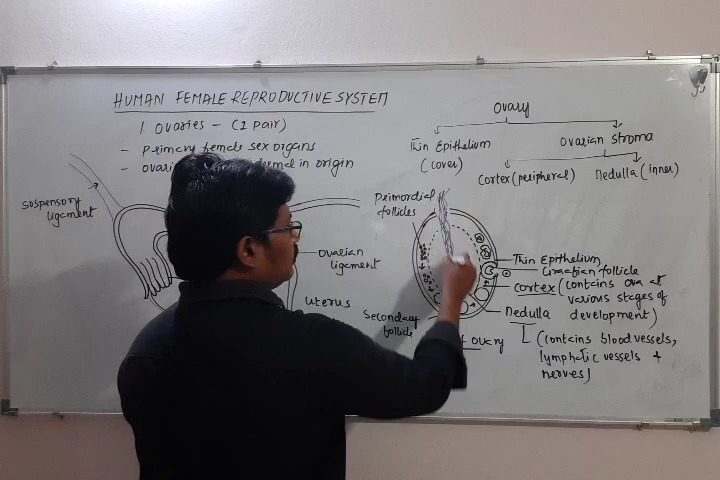 HUMAN FEMALE REPRODUCTIVE SYSTEM
1. Ovaries - (1 pair)
- primary female sex organs
- ovari dermal in origin
suspensory
ligament
Ovarian
ligament
Uterus
Ovary
Thin Epithelium
(cover)
Ovarian stroma
Cortex (peripheral)
Medulla (inner)
Primordial
follicles
Thin Epithelium
Graafian follicle
Cortex (contains ova at
various stages of
development)
Secondary
follicle
Medulla
(contains blood vessels,
lymphatic vessels +
nerves)
ovary